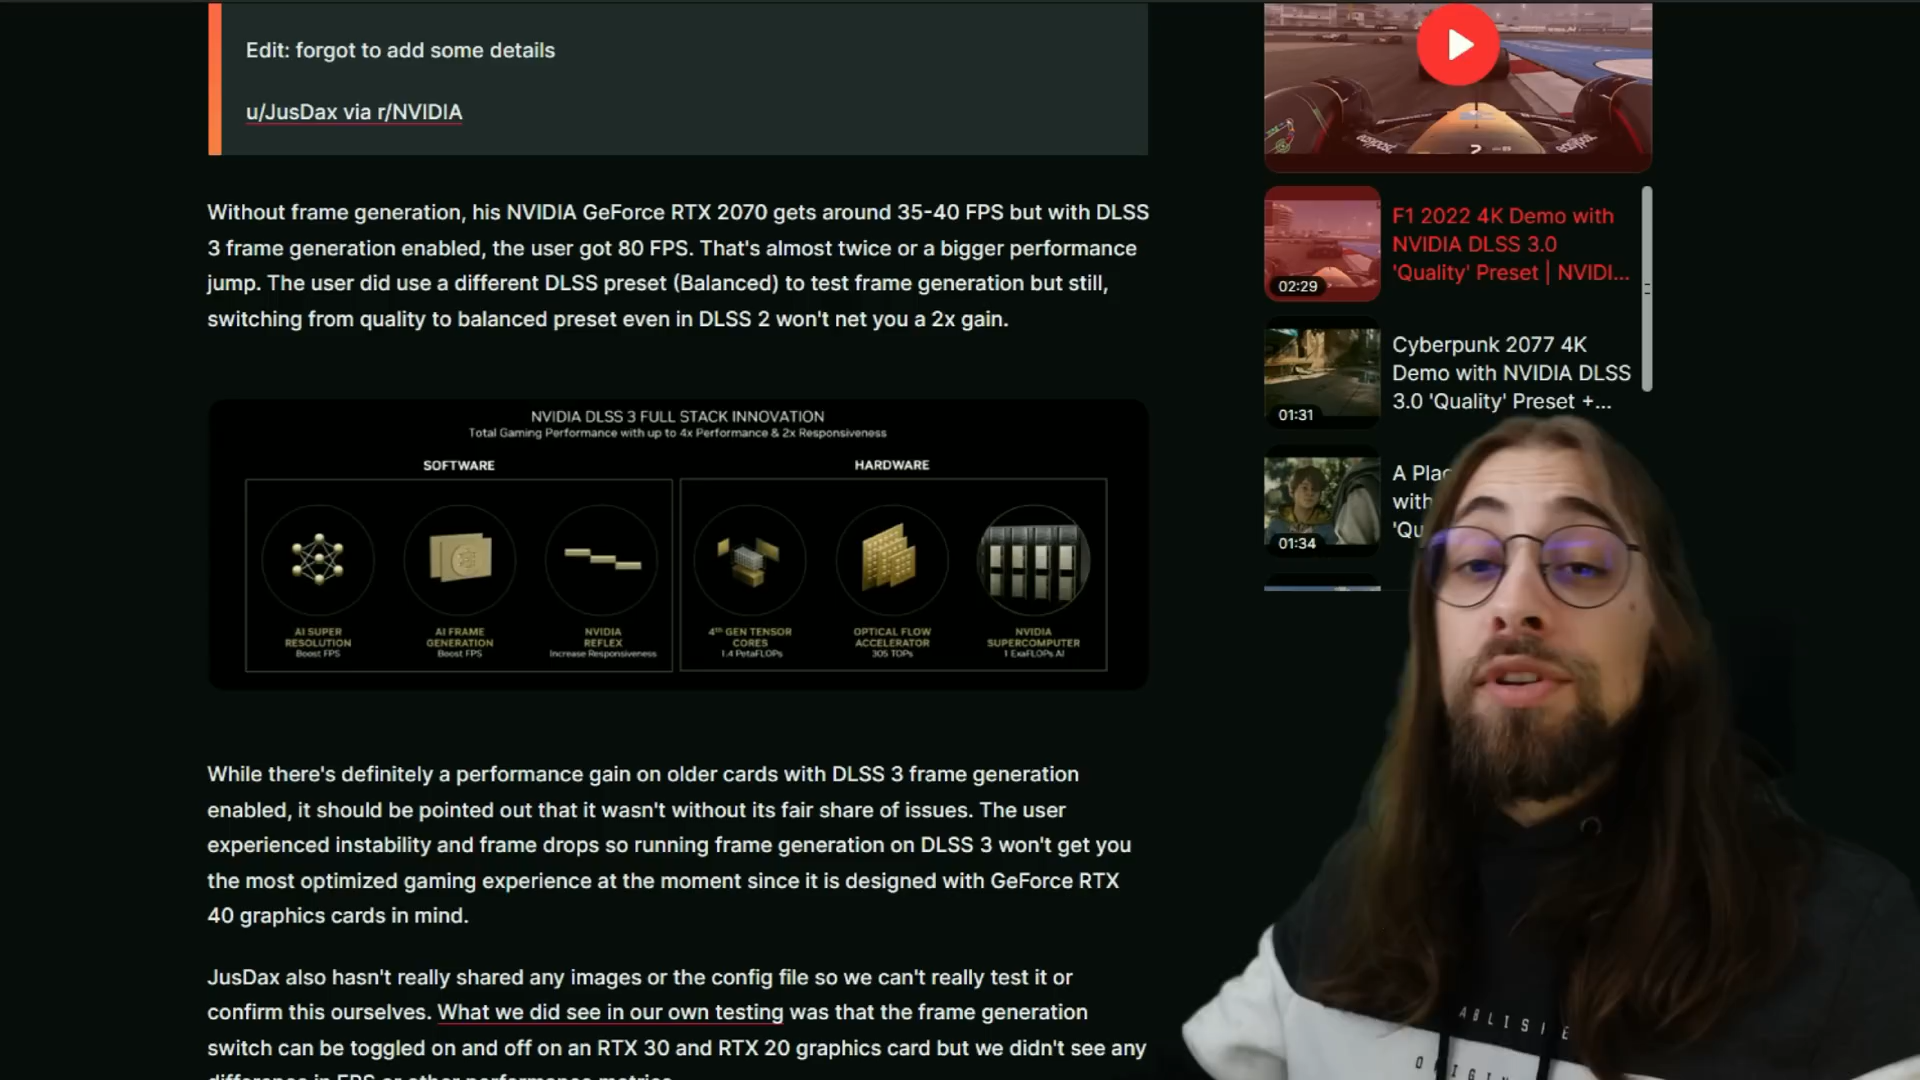 Edit: forgot to add some details
u/JusDax via r/NVIDIA
Without frame generation, his NVIDIA GeForce RTX 2070 gets around 35-40 FPS but with DLSS
3 frame generation enabled, the user got 80 FPS. That's almost twice or a bigger performance
jump. The user did use a different DLSS preset (Balanced) to test frame generation but still,
switching from quality to balanced preset even in DLSS 2 won't net you a 2x gain.
NVIDIA DLSS 3 FULL STACK INNOVATION
Total Gaming Performance with up to 4x Performance & 2x Responsiveness
SOFTWARE
AI SUPER
RESOLUTION
Boost FPS
AI FRAME
GENERATION
Boost FPS
NVIDIA
REFLEX
Increase Responsiveness
HARDWARE
4th GEN TENSOR
CORES
1.4 PetaFLOPs
OPTICAL FLOW
ACCELERATOR
305 TOPs
NVIDIA
SUPERCOMPUTER
1 ExaFLOPs AI
While there's definitely a performance gain on older cards with DLSS 3 frame generation
enabled, it should be pointed out that it wasn't without its fair share of issues. The user
experienced instability and frame drops so running frame generation on DLSS 3 won't get you
the most optimized gaming experience at the moment since it is designed with GeForce RTX
40 graphics cards in mind.
JusDax also hasn't really shared any images or the config file so we can't really test it or
confirm this ourselves. What we did see in our own testing was that the frame generation
switch can be toggled on and off on an RTX 30 and RTX 20 graphics card but we didn't see any
difference in FPS or other performance metrics.
F1 2022 4K Demo with
NVIDIA DLSS 3.0
'Quality' Preset | NVIDI...
02:29
Cyberpunk 2077 4K
Demo with NVIDIA DLSS
3.0 'Quality' Preset +...
01:31
A Plac
with
'Qu
01:34
2
ABLISHE
ORIGIN